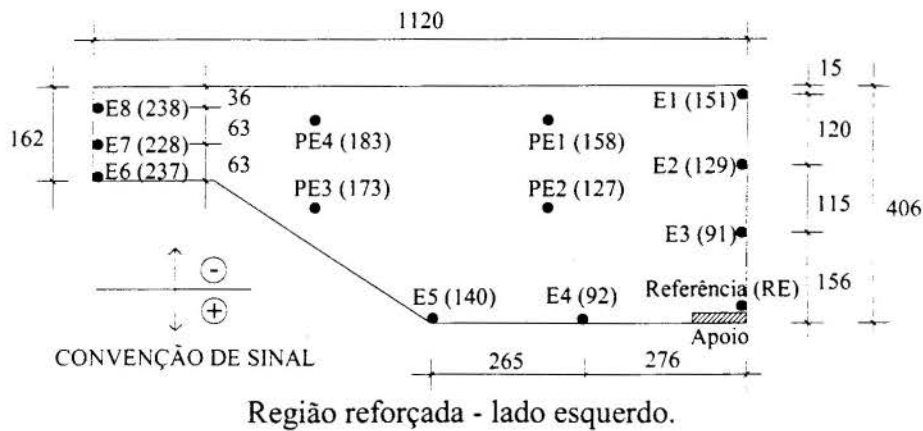 1120
15
36
E8 (238)
E1 (151)
63
162
E7 (228)
PE4 (183)
PE1 (158)
120
E6 (237)
63
E2 (129)
PE3 (173)
PE2 (127)
115
406
E3 (91)
-
+
E5 (140)
E4 (92)
Referência (RE)
156
Apoio
CONVENÇÃO DE SINAL
265
276
Região reforçada - lado esquerdo.